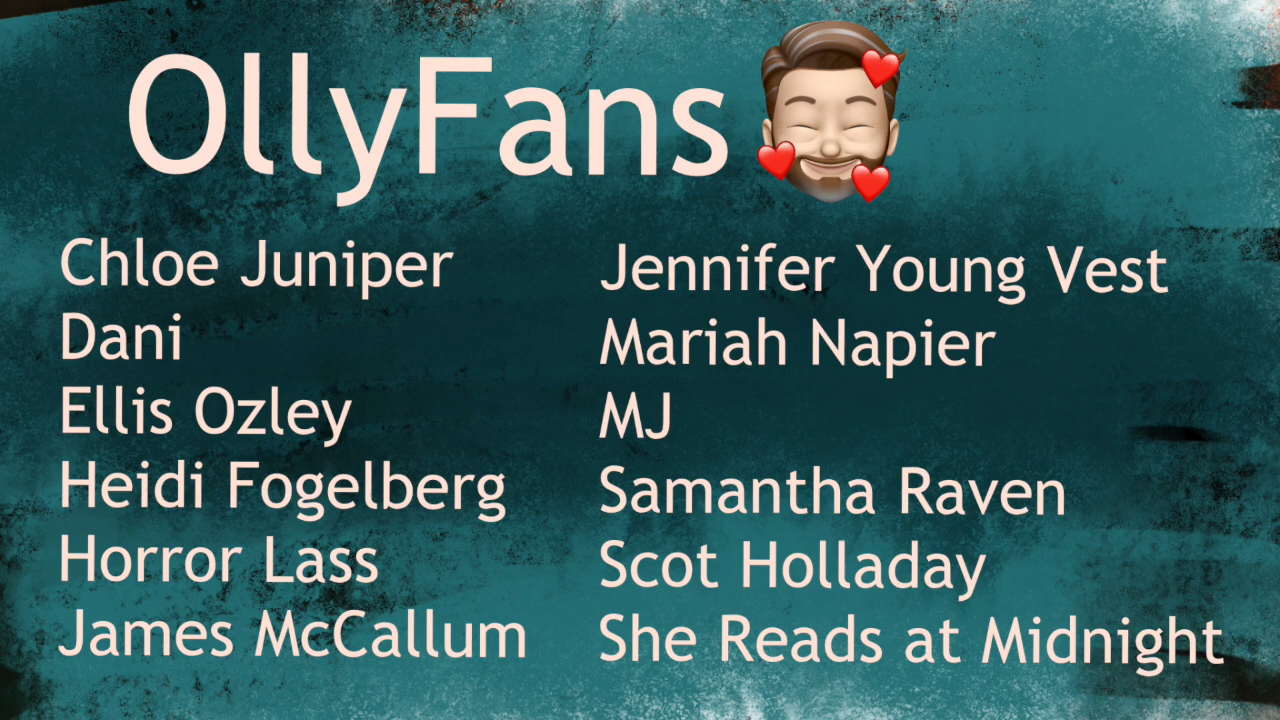 OllyFans
Chloe Juniper
Dani
Ellis Ozley
Heidi Fogelberg
Horror Lass
James McCallum
Jennifer Young Vest
Mariah Napier
MJ
Samantha Raven
Scot Holladay
She Reads at Midnight